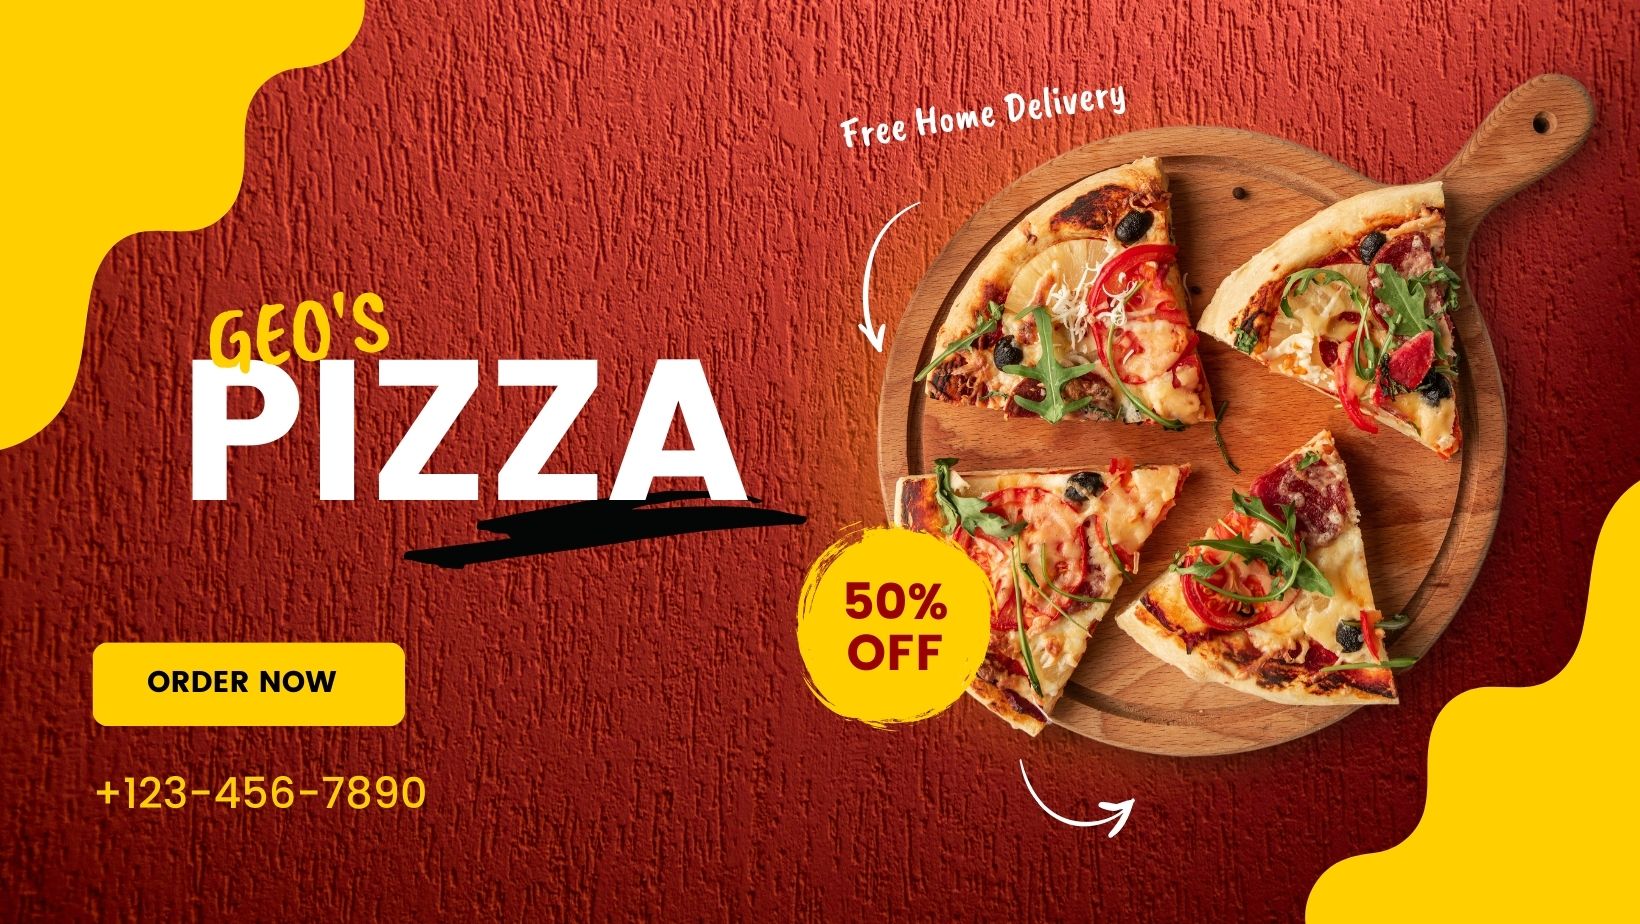 Free Home Delivery
GEO'S
PIZZA
50%
OFF
ORDER NOW
+123-456-7890